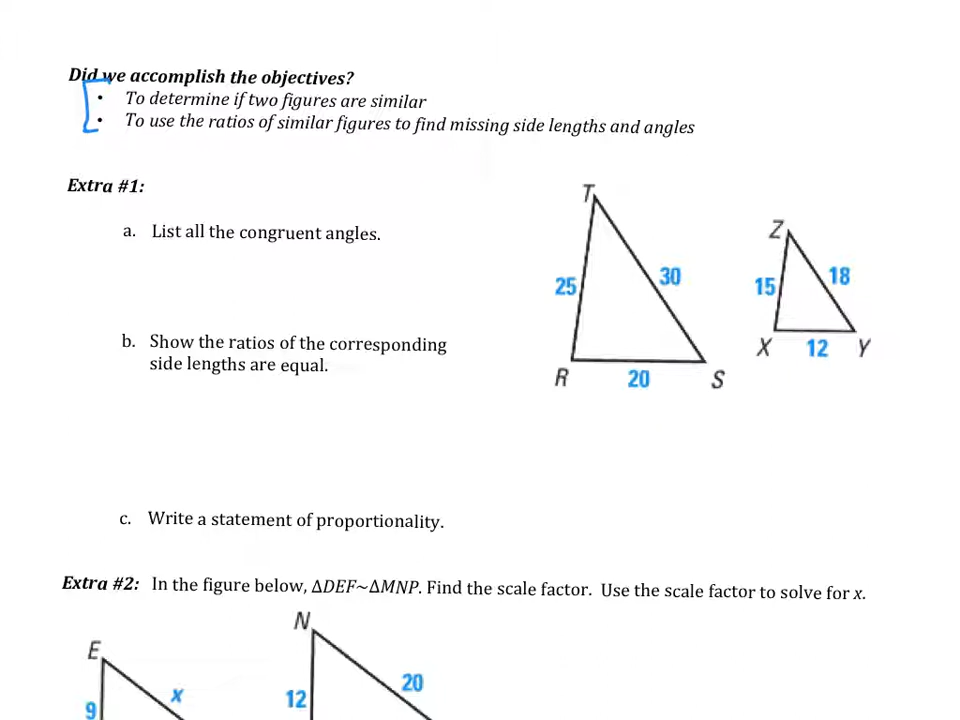 Did we accomplish the objectives?
• To determine if two figures are similar
• To use the ratios of similar figures to find missing side lengths and angles
Extra #1:
a. List all the congruent angles.
T
Z
25
30
15
18
R
20
S
X
12
Y
b. Show the ratios of the corresponding
side lengths are equal.
c. Write a statement of proportionality.
Extra #2: In the figure below, ΔDEF~ΔMNP. Find the scale factor. Use the scale factor to solve for x.
E
N
9
x
12
20